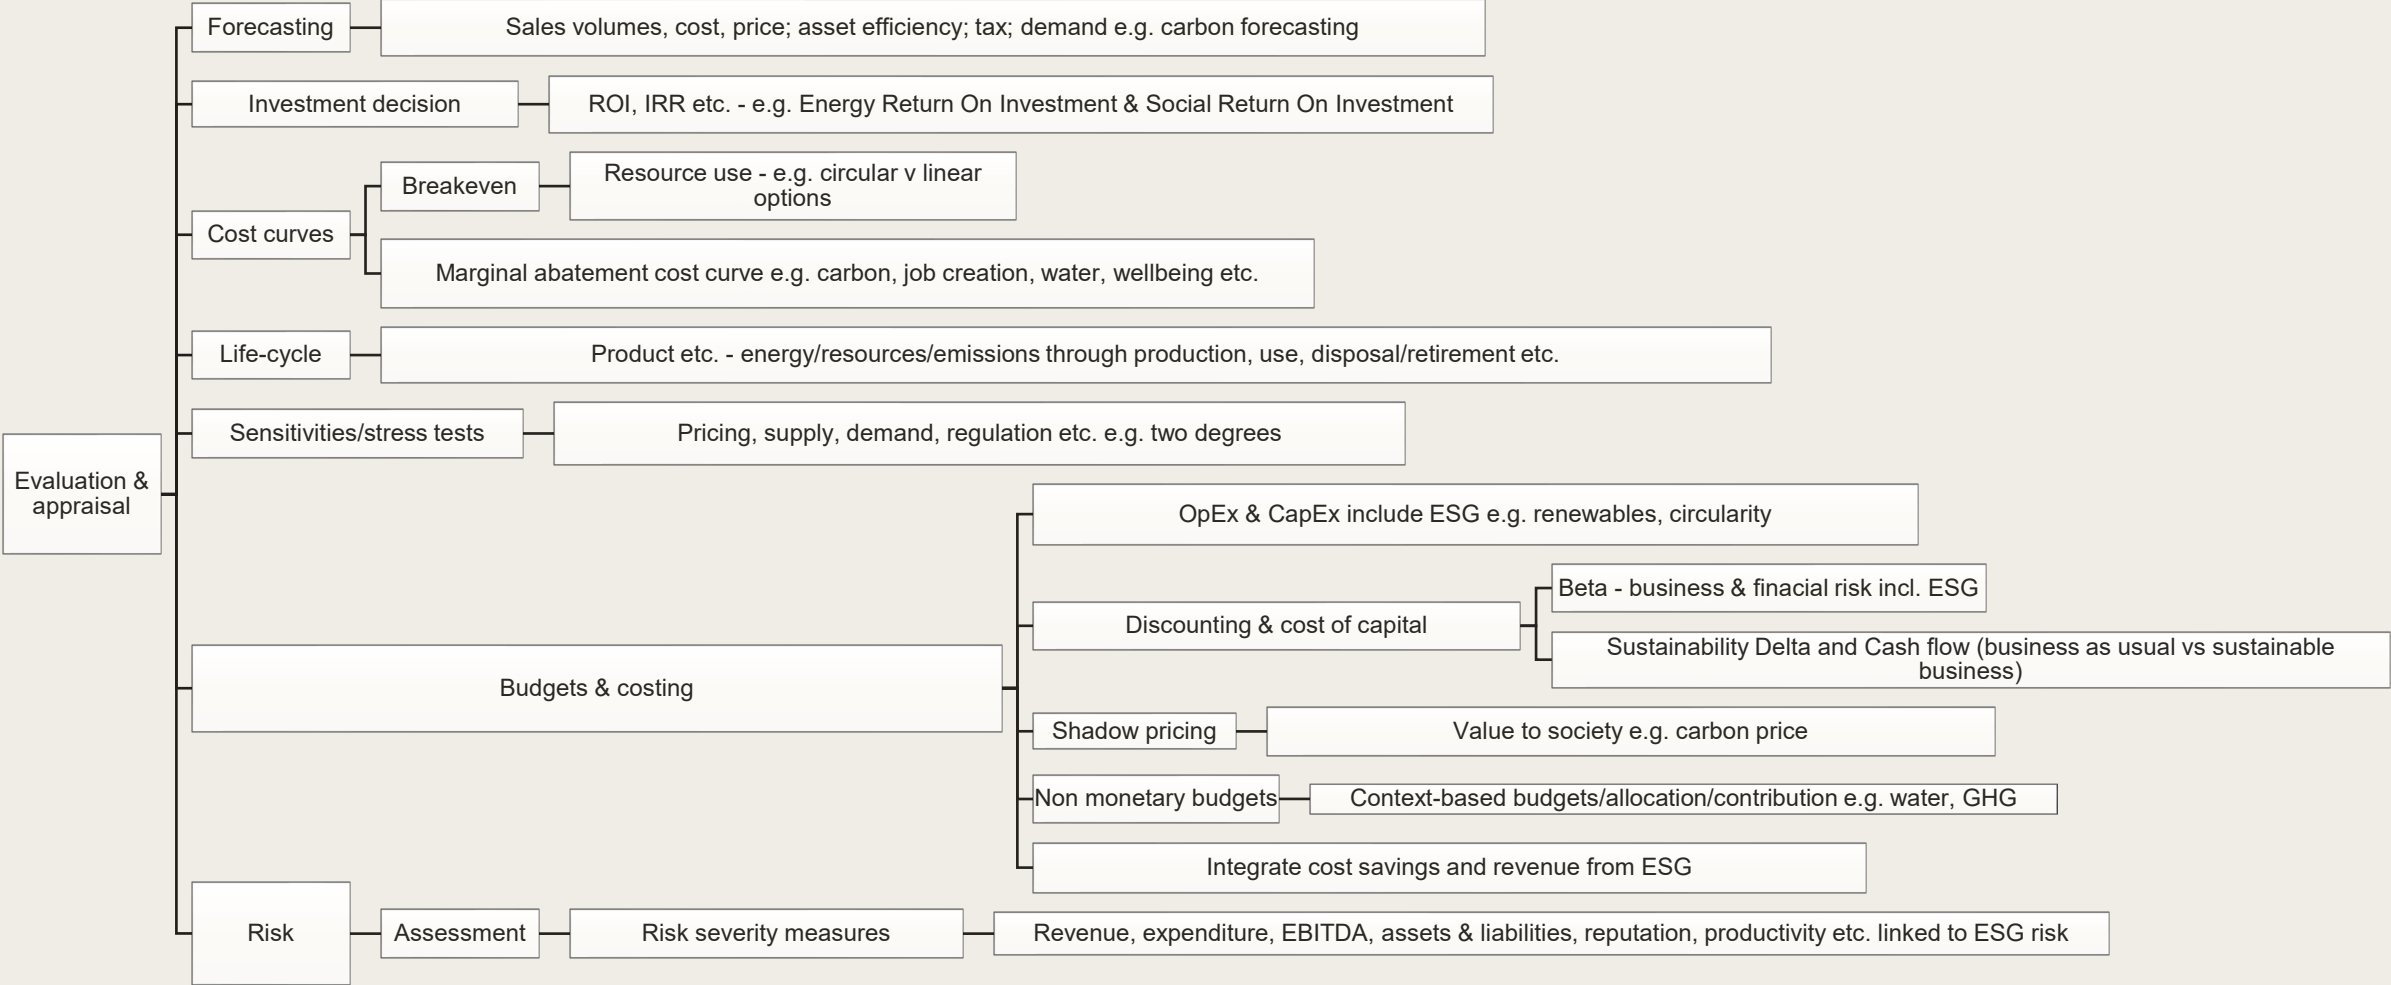 Forecasting
Sales volumes, cost, price; asset efficiency; tax; demand e.g. carbon forecasting
Investment decision
ROI, IRR etc. - e.g. Energy Return On Investment & Social Return On Investment
Cost curves
Breakeven
Resource use - e.g. circular v linear
options
Marginal abatement cost curve e.g. carbon, job creation, water, wellbeing etc.
Life-cycle
Product etc. - energy/resources/emissions through production, use, disposal/retirement etc.
Sensitivities/stress tests
Pricing, supply, demand, regulation etc. e.g. two degrees
Evaluation &
appraisal
Budgets & costing
OpEx & CapEx include ESG e.g. renewables, circularity
Discounting & cost of capital
Beta - business & finacial risk incl. ESG
Sustainability Delta and Cash flow (business as usual vs sustainable
business)
Shadow pricing
Value to society e.g. carbon price
Non monetary budgets
Context-based budgets/allocation/contribution e.g. water, GHG
Integrate cost savings and revenue from ESG
Risk
Assessment
Risk severity measures
Revenue, expenditure, EBITDA, assets & liabilities, reputation, productivity etc. linked to ESG risk